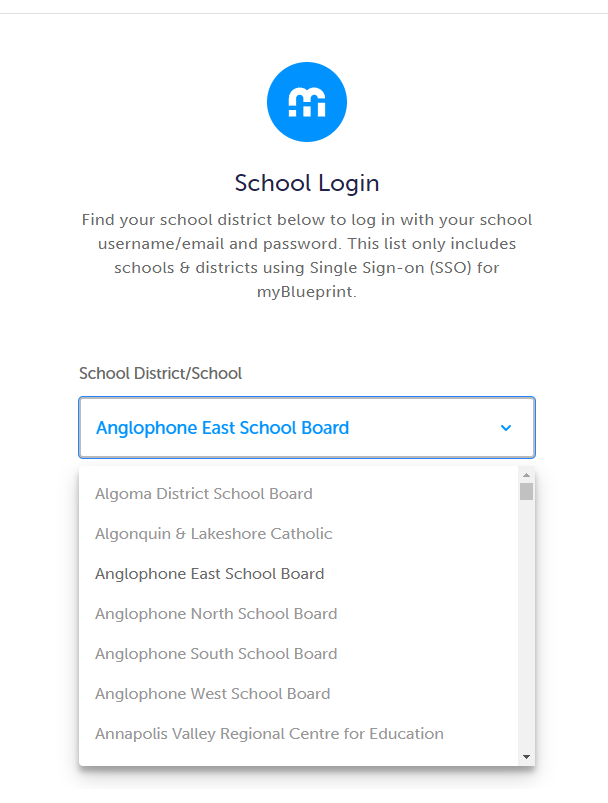 School Login
Find your school district below to log in with your school
username/email and password. This list only includes
schools & districts using Single Sign-on (SSO) for
myBlueprint.
School District/School
Anglophone East School Board
Algoma District School Board
Algonquin & Lakeshore Catholic
Anglophone East School Board
Anglophone North School Board
Anglophone South School Board
Anglophone West School Board
Annapolis Valley Regional Centre for Education